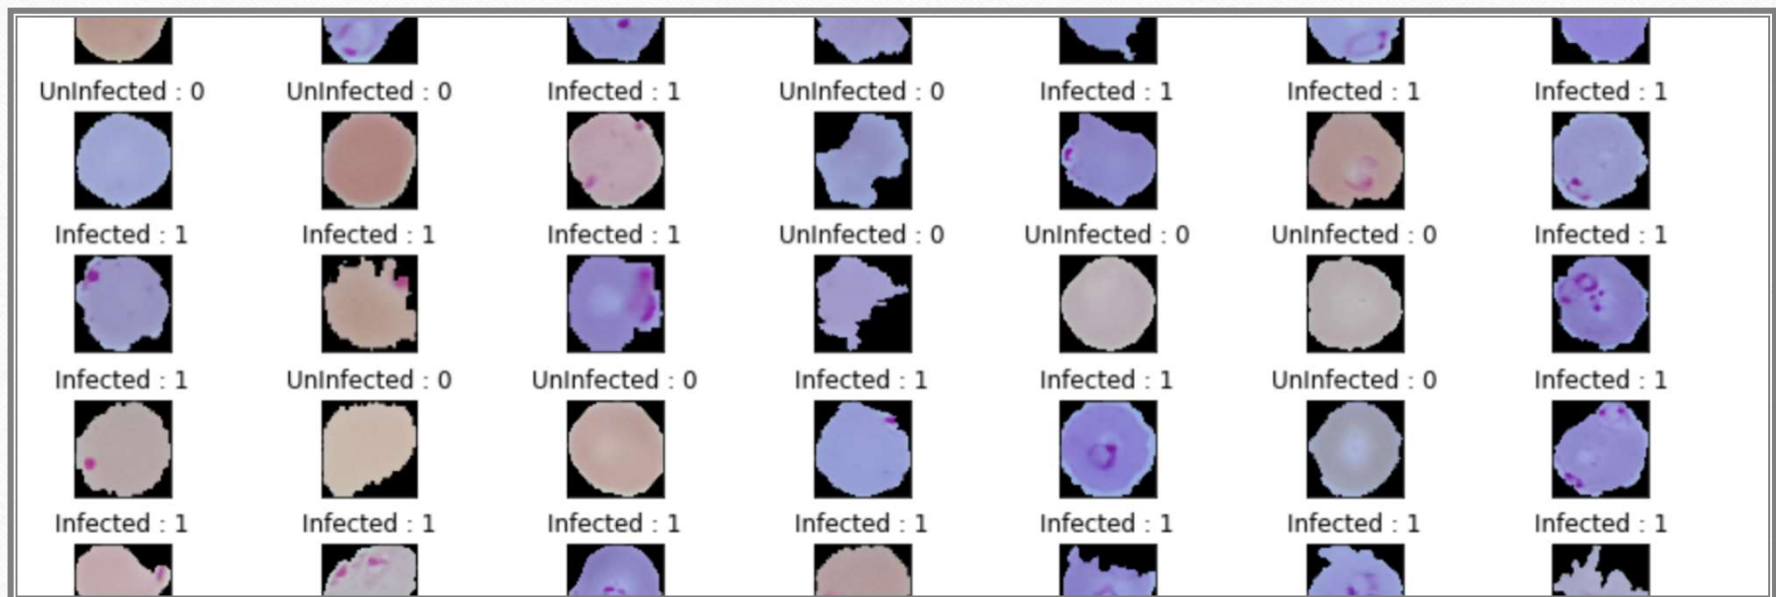 UnInfected : 0 UnInfected : 0 Infected : 1 UnInfected : 0 Infected : 1 Infected : 1 Infected : 1
Infected : 1 Infected : 1 Infected : 1 UnInfected : 0 UnInfected : 0 UnInfected : 0 Infected : 1
Infected : 1 UnInfected : 0 UnInfected : 0 Infected : 1 Infected : 1 UnInfected : 0 Infected : 1
Infected : 1 Infected : 1 Infected : 1 Infected : 1 Infected : 1 Infected : 1 Infected : 1